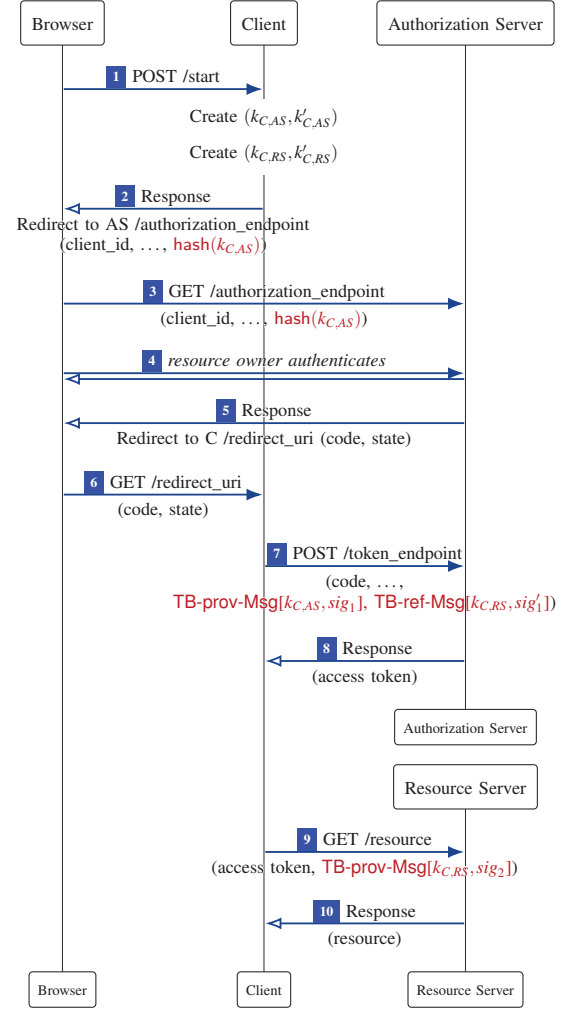 Browser Client Authorization Server
1 POST /start
Create (k_{C,AS}, k'_{C,AS})
Create (k_{C,RS}, k'_{C,RS})
2 Response
Redirect to AS /authorization_endpoint
(client_id, ..., hash(k_{C,AS}))
3 GET /authorization_endpoint
(client_id, ..., hash(k_{C,AS}))
4 resource owner authenticates
5 Response
Redirect to C /redirect_uri (code, state)
6 GET /redirect_uri
(code, state)
7 POST /token_endpoint
(code, ...,
TB-prov-Msg[k_{C,AS}, sig_1], TB-ref-Msg[k_{C,RS}, sig'_1])
8 Response
(access token)
Authorization Server
Resource Server
9 GET /resource
(access token, TB-prov-Msg[k_{C,RS}, sig_2])
10 Response
(resource)
Browser Client Resource Server